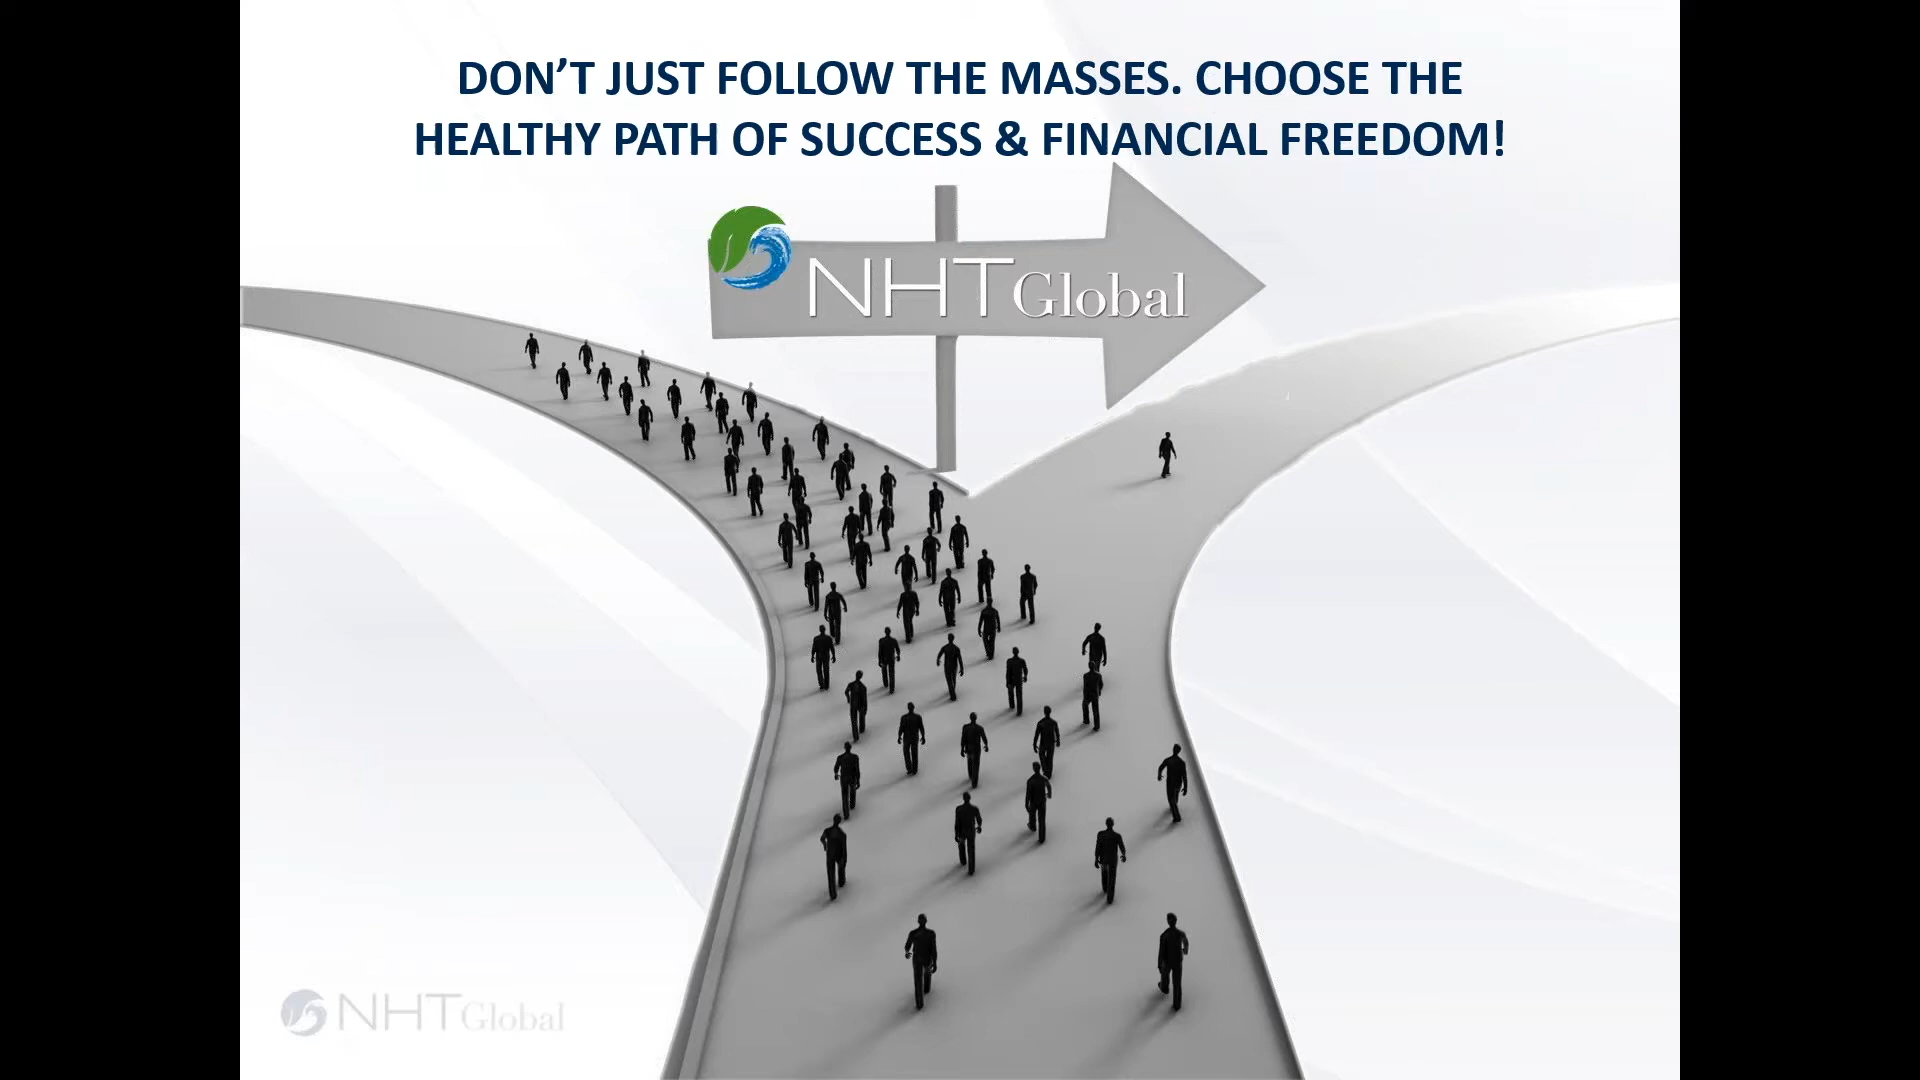 DON’T JUST FOLLOW THE MASSES. CHOOSE THE
HEALTHY PATH OF SUCCESS & FINANCIAL FREEDOM!
NHT Global
NHT Global